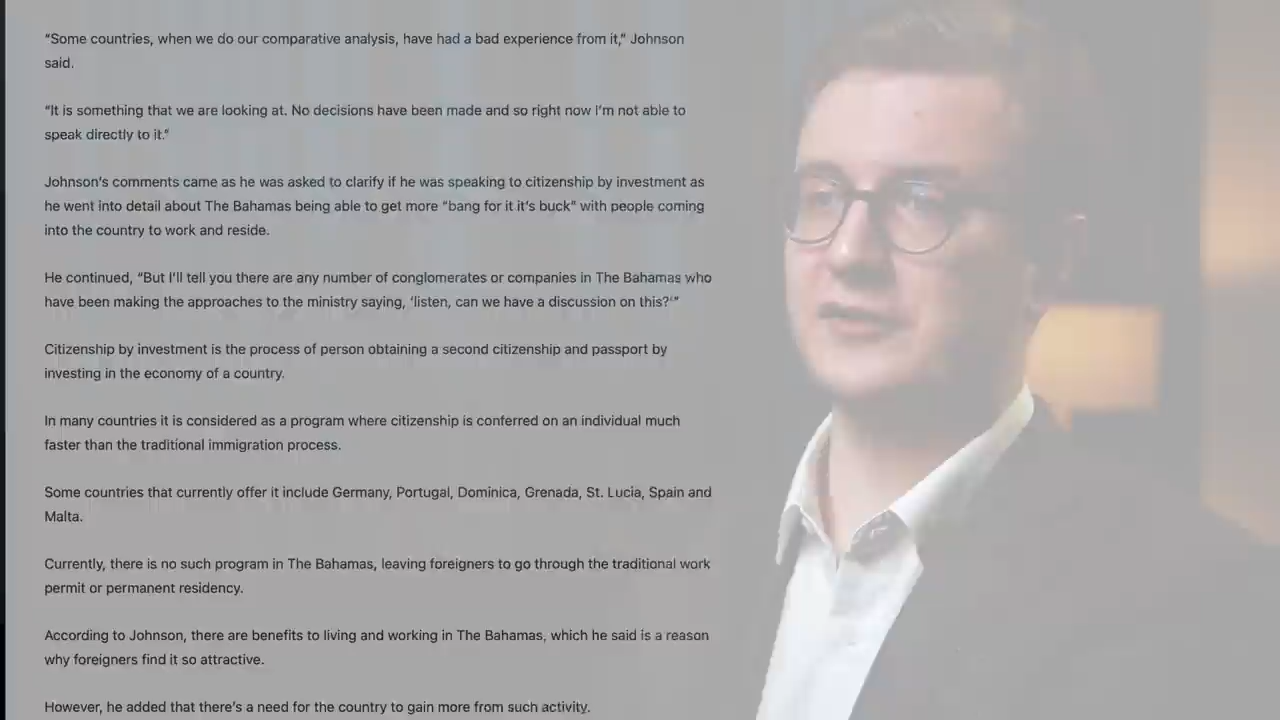 “Some countries, when we do our comparative analysis, have had a bad experience from it,” Johnson
said.
“It is something that we are looking at. No decisions have been made and so right now I’m not able to
speak directly to it.”
Johnson’s comments came as he was asked to clarify if he was speaking to citizenship by investment as
he went into detail about The Bahamas being able to get more “bang for it it’s buck” with people coming
into the country to work and reside.
He continued, “But I’ll tell you there are any number of conglomerates or companies in The Bahamas who
have been making the approaches to the ministry saying, ‘listen, can we have a discussion on this?‘”
Citizenship by investment is the process of person obtaining a second citizenship and passport by
investing in the economy of a country.
In many countries it is considered as a program where citizenship is conferred on an individual much
faster than the traditional immigration process.
Some countries that currently offer it include Germany, Portugal, Dominica, Grenada, St. Lucia, Spain and
Malta.
Currently, there is no such program in The Bahamas, leaving foreigners to go through the traditional work
permit or permanent residency.
According to Johnson, there are benefits to living and working in The Bahamas, which he said is a reason
why foreigners find it so attractive.
However, he added that there’s a need for the country to gain more from such activity.